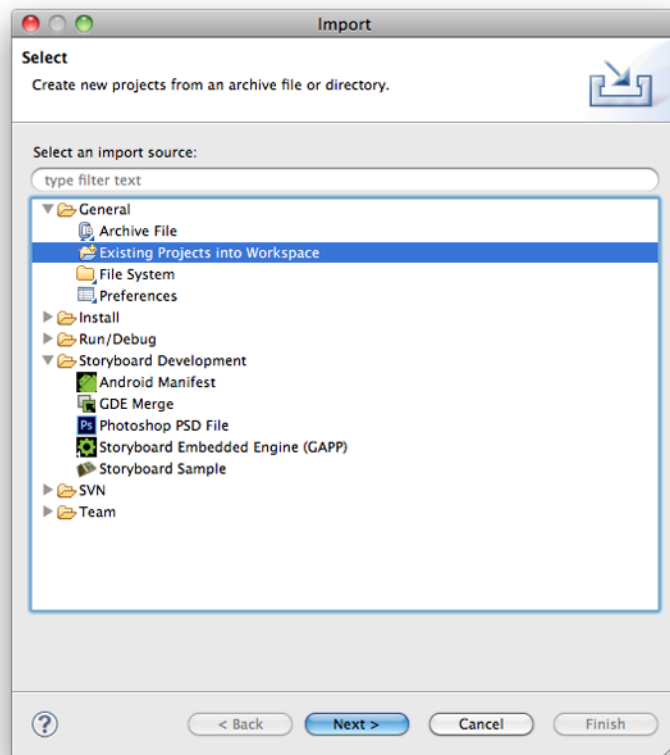 Import
Select
Create new projects from an archive file or directory.
Select an import source:
type filter text
General
Archive File
Existing Projects into Workspace
File System
Preferences
Install
Run/Debug
Storyboard Development
Android Manifest
GDE Merge
Ps Photoshop PSD File
Storyboard Embedded Engine (GAPP)
Storyboard Sample
SVN
Team
? < Back Next > Cancel Finish